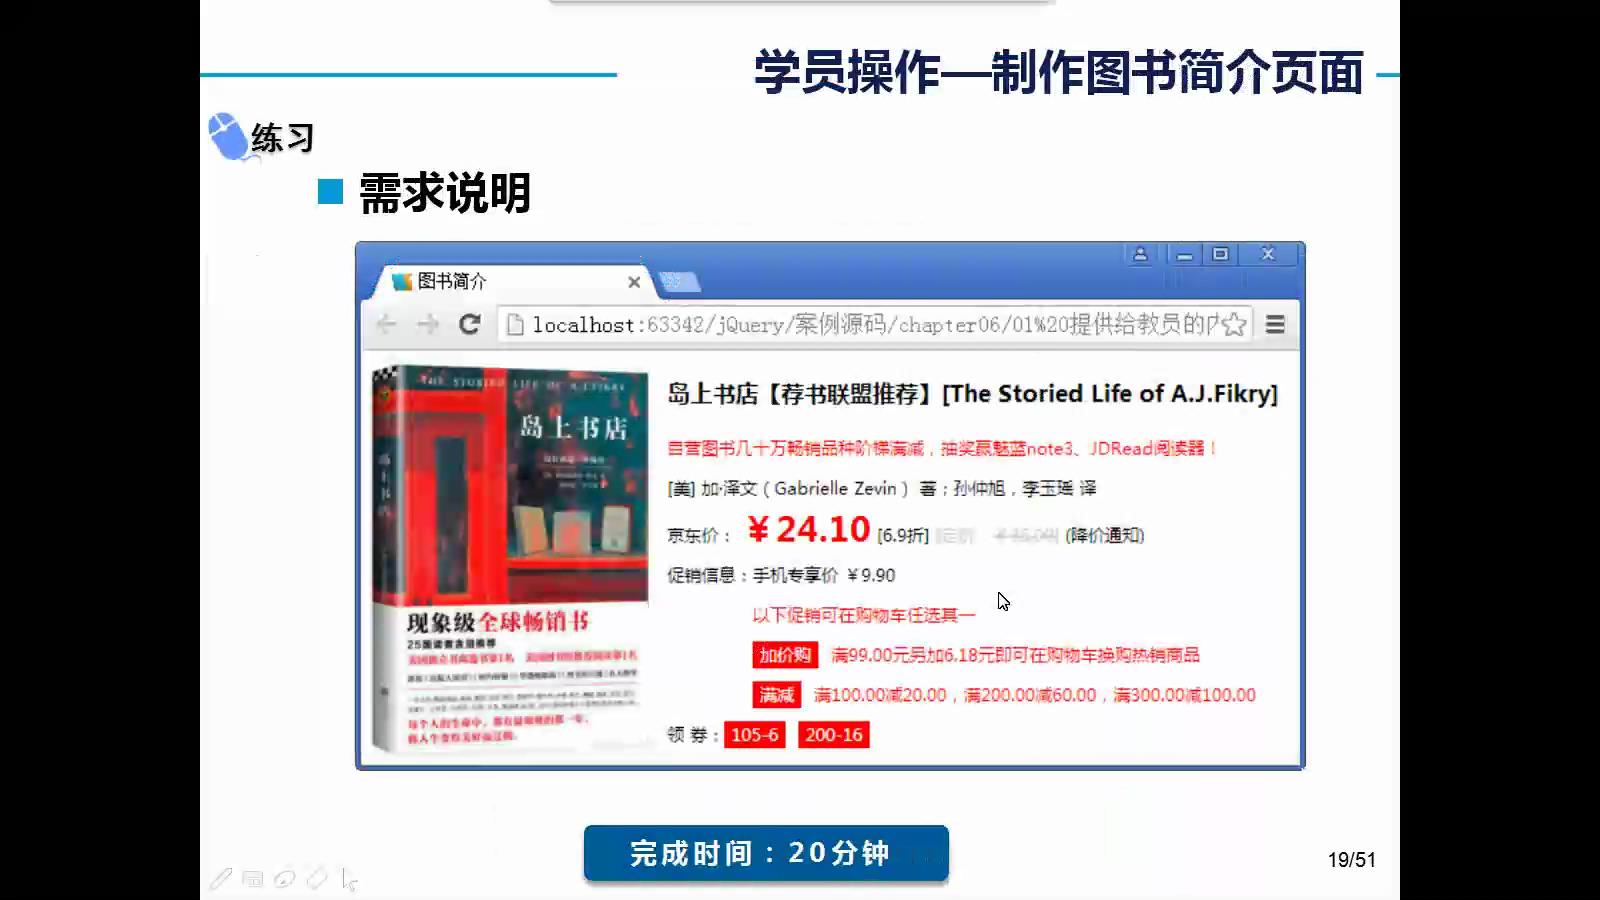 学员操作—制作图书简介页面
练习
需求说明
图书简介
localhost:63342/jQuery/案例源码/chapter06/01%20提供给教员的
THE STORIED LIFE OF A.J.FIKRY
岛上书店
岛上书店【荐书联盟推荐】[The Storied Life of A.J.Fikry]
自营图书几十万畅销品种阶梯满减，抽奖赢魅蓝note3、JDRead阅读器！
[美] 加·泽文（Gabrielle Zevin） 著；孙仲旭，李玉瑶 译
京东价： ￥24.10 [6.9折] (降价通知)
促销信息：手机专享价 ￥9.90
以下促销可在购物车任选其一
加价购 满99.00元另加6.18元即可在购物车换购热销商品
满减 满100.00减20.00，满200.00减60.00，满300.00减100.00
领 券：105-6 200-16
现象级全球畅销书
完成时间：20分钟
19/51